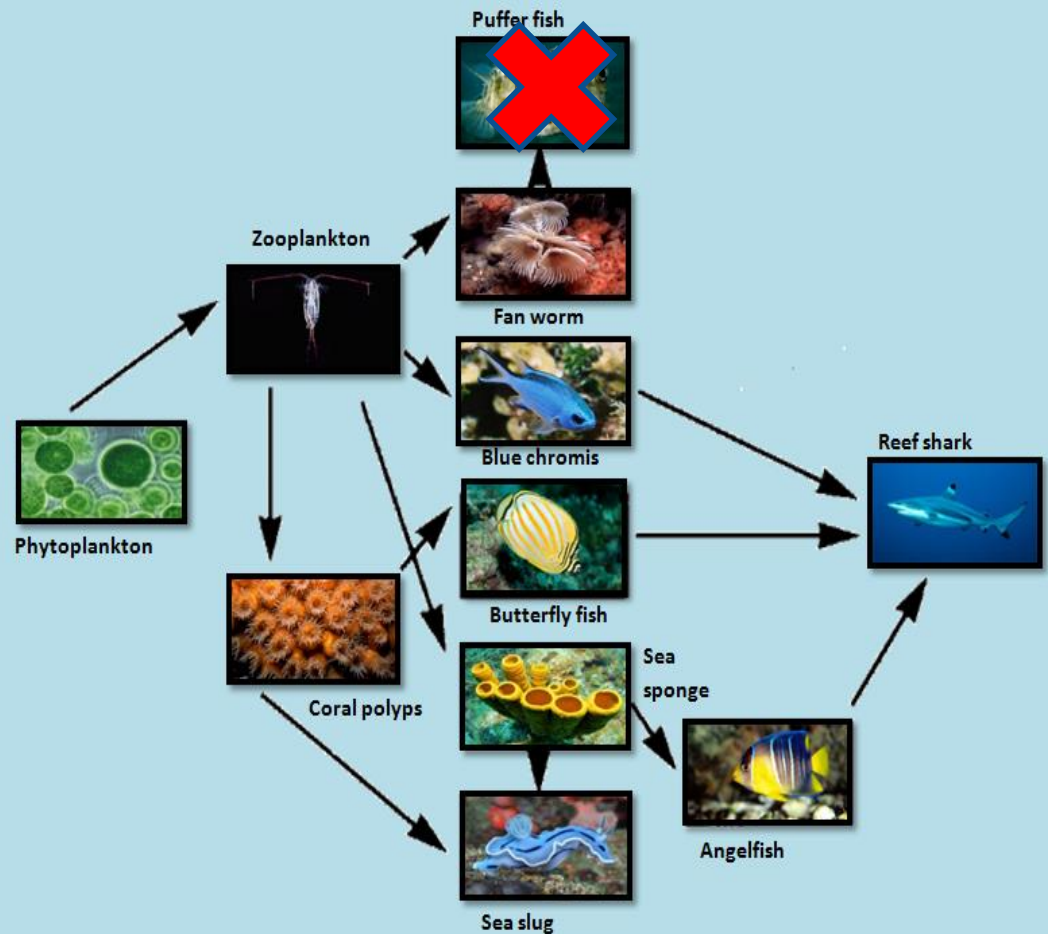 Puffer fish
Zooplankton
Fan worm
Blue chromis
Reef shark
Phytoplankton
Butterfly fish
Sea
sponge
Coral polyps
Angelfish
Sea slug